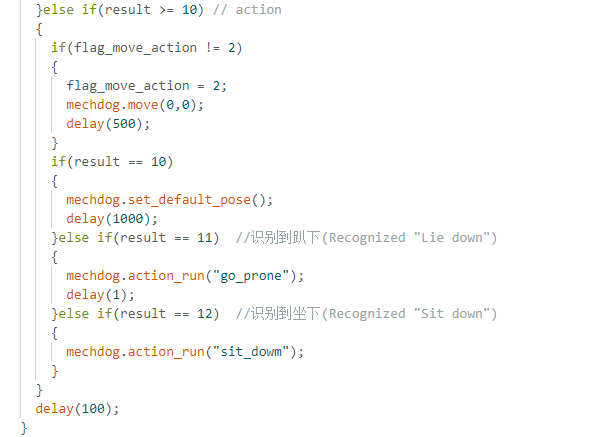 }else if(result >= 10) // action
{
if(flag_move_action != 2)
{
flag_move_action = 2;
mechdog.move(0,0);
delay(500);
}
if(result == 10)
{
mechdog.set_default_pose();
delay(1000);
}else if(result == 11)  //识别到趴下(Recognized "Lie down")
{
mechdog.action_run("go_prone");
delay(1);
}else if(result == 12)  //识别到坐下(Recognized "Sit down")
{
mechdog.action_run("sit_dowm");
}
}
delay(100);
}